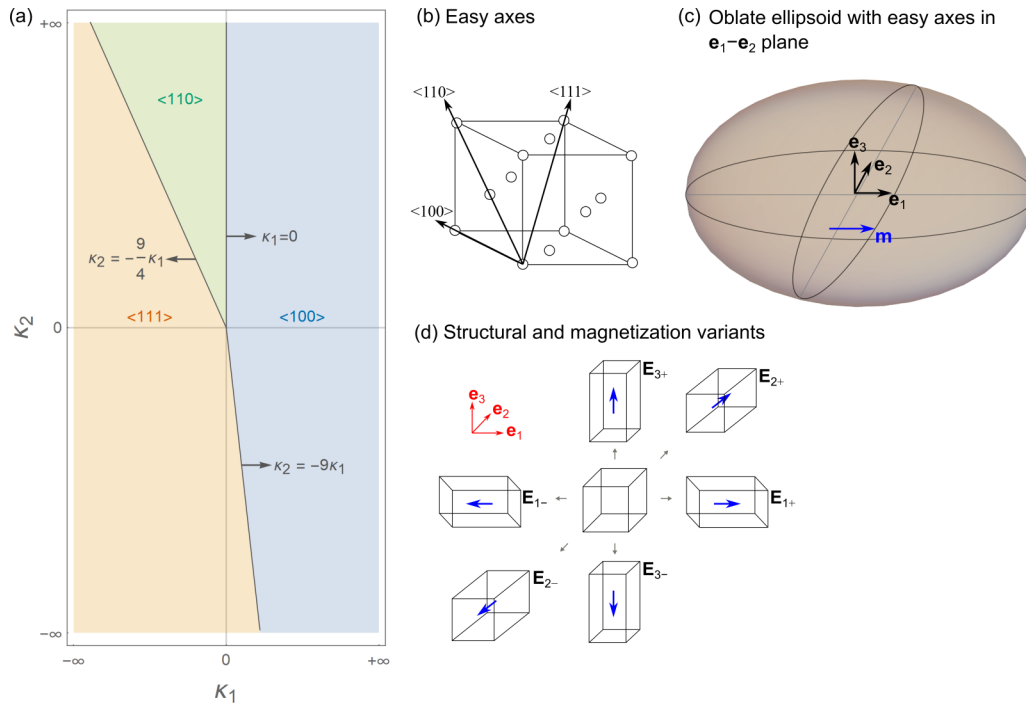 (a)
+∞
<110>
κ₁=0
κ₂ = -9/4 κ₁
κ₂
0
<111>
<100>
κ₂ = -9κ₁
-∞
-∞
0
+∞
κ₁
(b) Easy axes
<110>
<111>
<100>
(c) Oblate ellipsoid with easy axes in
e₁-e₂ plane
e₃
e₂
e₁
m
(d) Structural and magnetization variants
E₃₊
E₂₊
e₃
e₂
e₁
E₁₋
E₁₊
E₂₋
E₃₋